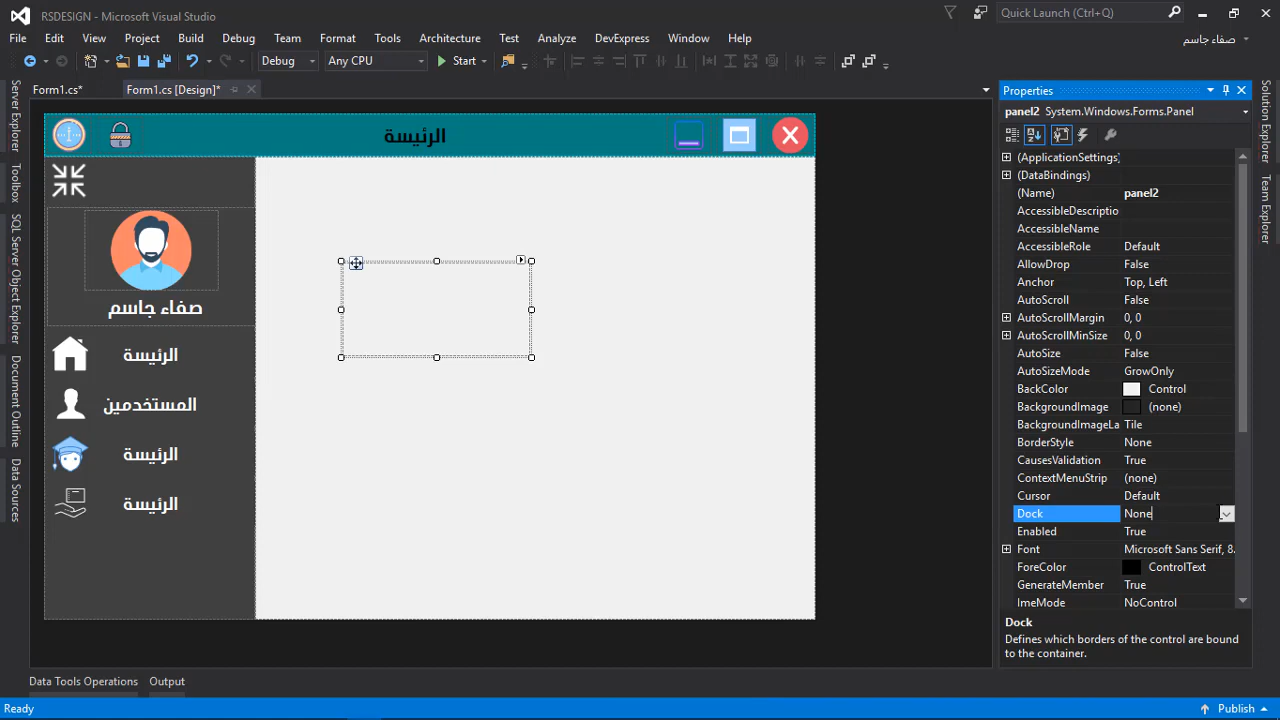 RSDESIGN - Microsoft Visual Studio
Quick Launch (Ctrl+Q)
File Edit View Project Build Debug Team Format Tools Architecture Test Analyze DevExpress Window Help
صفاء جاسم
Debug Any CPU Start
Form1.cs* Form1.cs [Design]*
Server Explorer
Toolbox
SQL Server Object Explorer
Document Outline
Data Sources
الرئيسة
صفاء جاسم
الرئيسة
المستخدمين
الرئيسة
الرئيسة
Properties
panel2 System.Windows.Forms.Panel
(ApplicationSettings)
(DataBindings)
(Name) panel2
AccessibleDescriptio
AccessibleName
AccessibleRole Default
AllowDrop False
Anchor Top, Left
AutoScroll False
AutoScrollMargin 0, 0
AutoScrollMinSize 0, 0
AutoSize False
AutoSizeMode GrowOnly
BackColor Control
BackgroundImage (none)
BackgroundImageLa Tile
BorderStyle None
CausesValidation True
ContextMenuStrip (none)
Cursor Default
Dock None
Enabled True
Font Microsoft Sans Serif, 8.
ForeColor ControlText
GenerateMember True
ImeMode NoControl
Dock
Defines which borders of the control are bound
to the container.
Solution Explorer
Team Explorer
Data Tools Operations Output
Ready
Publish